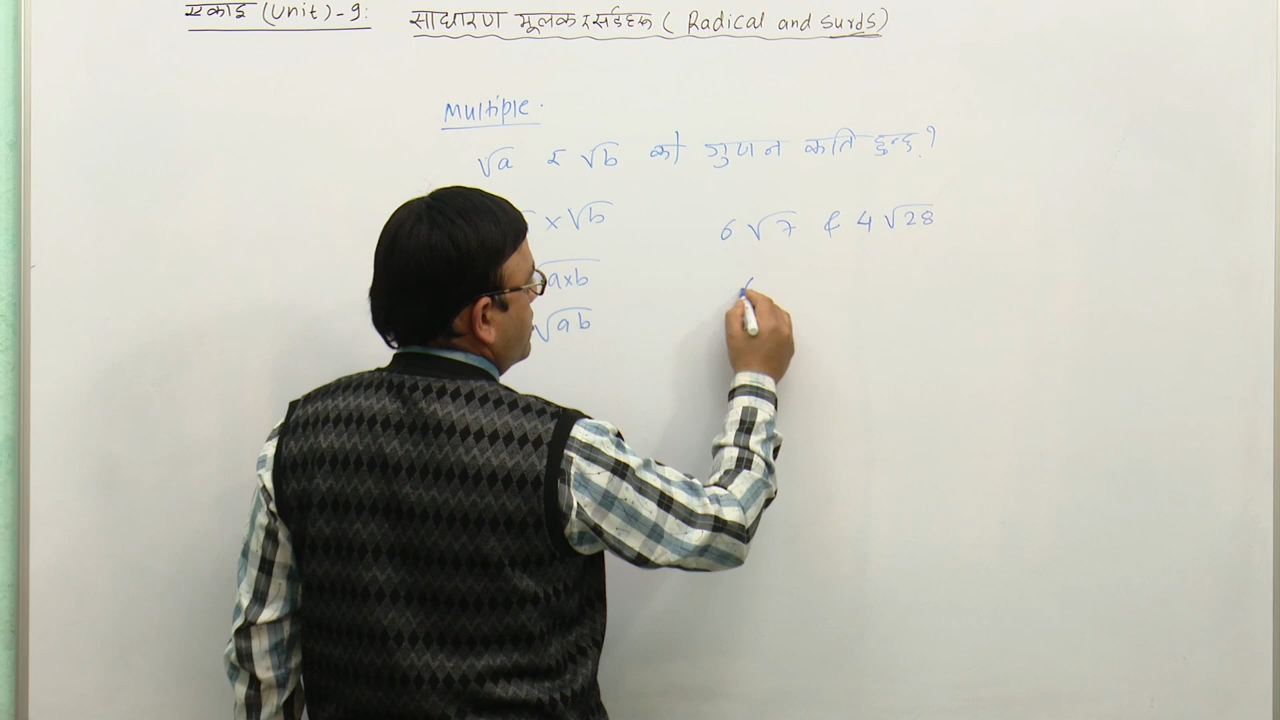 एकाइ (Unit)-9: साधारण मूलक र सर्डहरू ( Radical and Surds)
Multiple.
√a र √b को गुणन कति हुन्छ?
× √b
√a×b
√ab
6√7 & 4√28